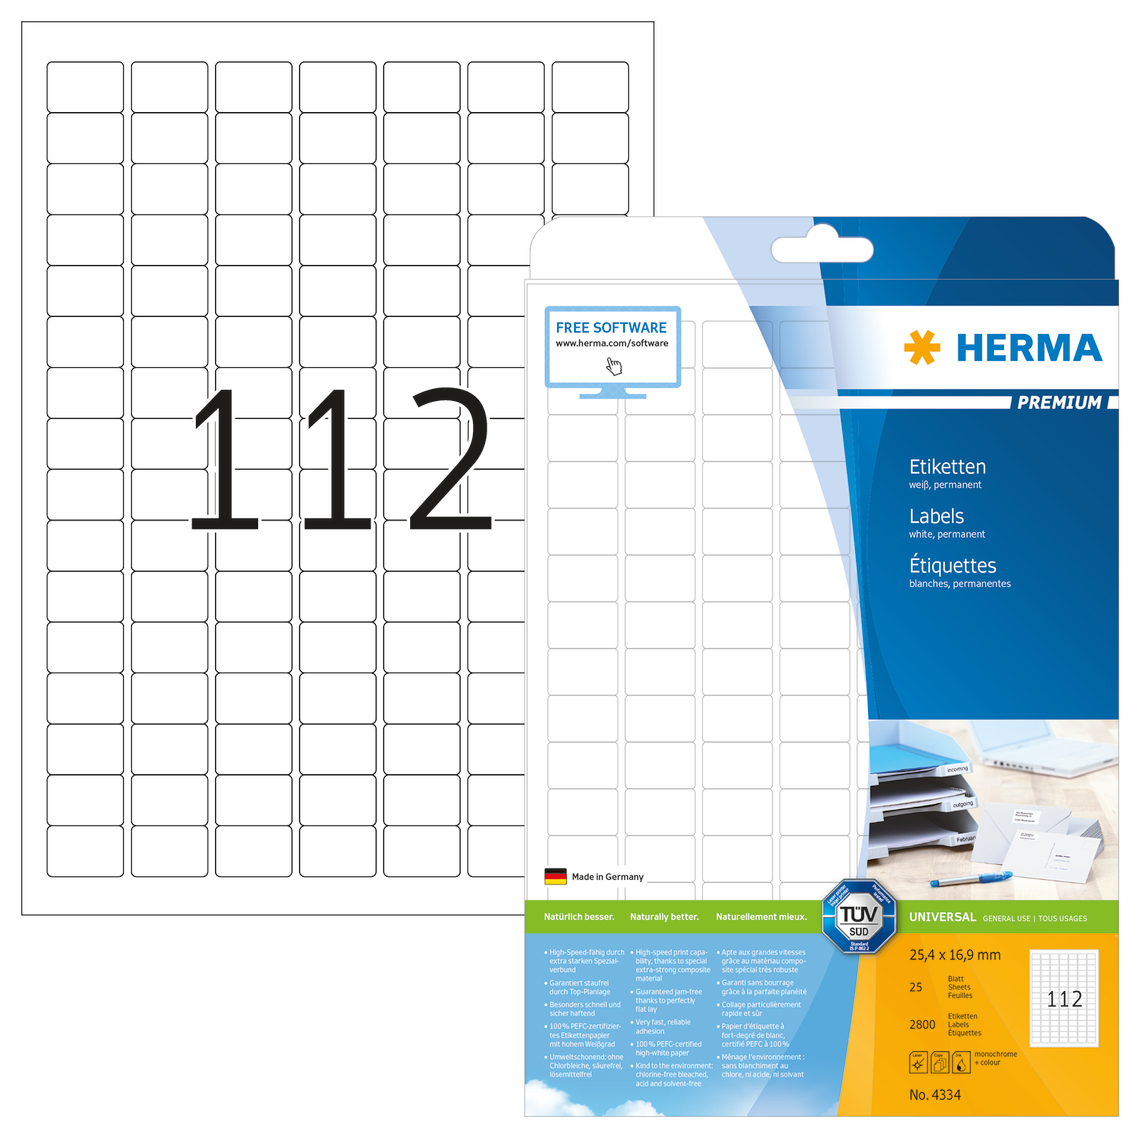 112
FREE SOFTWARE
www.herma.com/software
HERMA
PREMIUM
Etiketten
weiß, permanent
Labels
white, permanent
Étiquettes
blanches, permanentes
incoming
outgoing
Februar
Made in Germany
Natürlich besser.
Naturally better.
Naturellement mieux.
TÜV
SÜD
UNIVERSAL GENERAL USE | TOUS USAGES
• High-Speed-fähig durch
extra starken Spezial-
verbund
• Garantiert staufrei
durch Top-Planlage
• Besonders schnell und
sicher haftend
• 100 % PEFC-zertifizier-
tes Etikettenpapier
mit hohem Weißgrad
• Umweltschonend: ohne
Chlorbleiche, säurefrei,
lösemittelfrei
• High-speed print capa-
bility, thanks to special
extra-strong composite
material
• Guaranteed jam-free
thanks to perfectly
flat lay
• Very fast, reliable
adhesion
• 100 % PEFC-certified
high-white paper
• Kind to the environment:
chlorine-free bleached,
acid and solvent-free
• Apte aux grandes vitesses
grâce au matériau compo-
site spécial très robuste
• Garanti sans bourrage
grâce à la parfaite planéité
• Collage particulièrement
rapide et sûr
• Papier d'étiquette à
fort-degré de blanc,
certifié PEFC à 100 %
• Ménage l'environnement :
sans blanchiment au
chlore, ni acide, ni solvant
25,4 x 16,9 mm
25
Blatt
Sheets
Feuilles
2800
Etiketten
Labels
Étiquettes
112
Laser
Copy
Ink
monochrome
+ colour
No. 4334